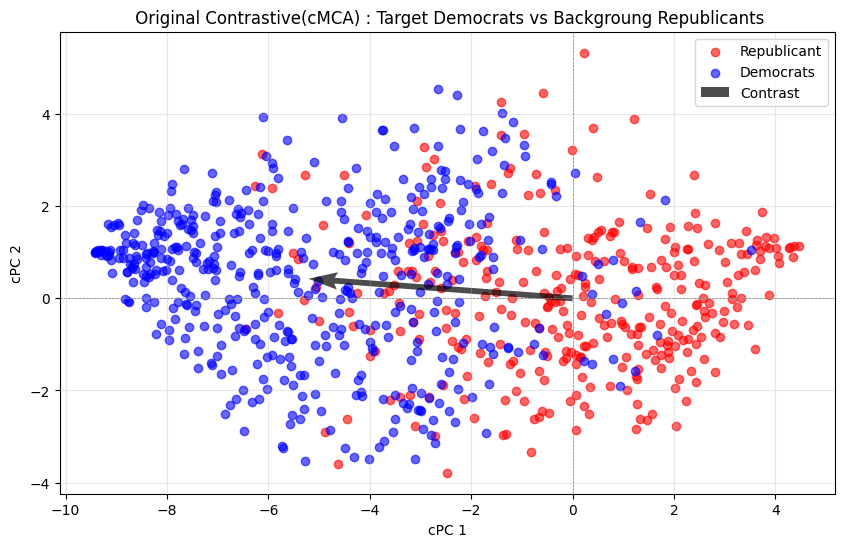 Original Contrastive(cMCA) : Target Democrats vs Backgroung Republicants
Republicant
Democrats
Contrast
cPC 2
4
2
0
−2
−4
−10
−8
−6
−4
−2
0
2
4
cPC 1